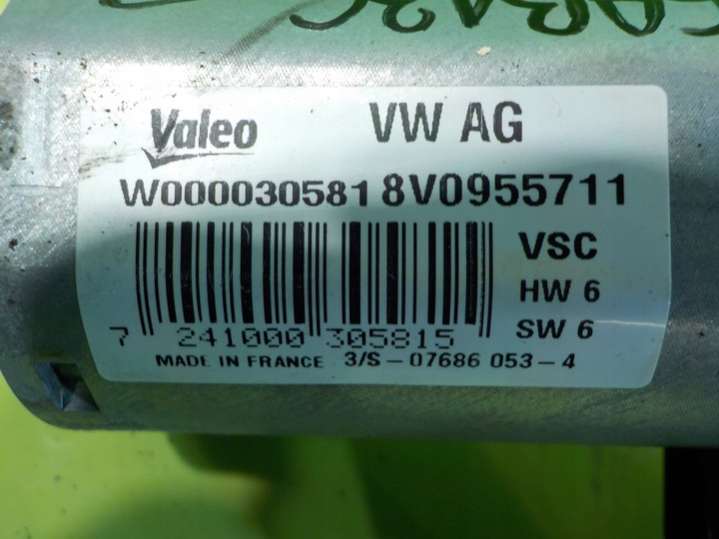 Valeo VW AG
W000030581 8V0955711
VSC
HW 6
SW 6
7 241000 305815
MADE IN FRANCE 3/S-07686 053-4